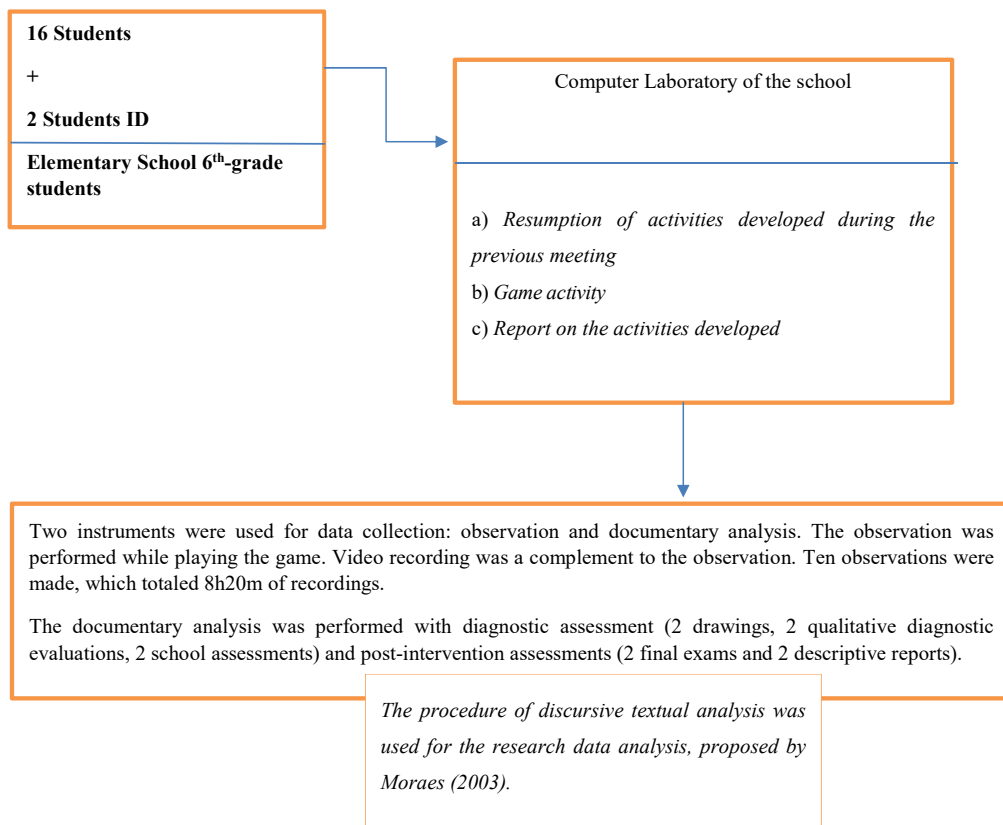 16 Students
+
2 Students ID
Elementary School 6th-grade
students
Computer Laboratory of the school
a) Resumption of activities developed during the
previous meeting
b) Game activity
c) Report on the activities developed
Two instruments were used for data collection: observation and documentary analysis. The observation was
performed while playing the game. Video recording was a complement to the observation. Ten observations were
made, which totaled 8h20m of recordings.
The documentary analysis was performed with diagnostic assessment (2 drawings, 2 qualitative diagnostic
evaluations, 2 school assessments) and post-intervention assessments (2 final exams and 2 descriptive reports).
The procedure of discursive textual analysis was
used for the research data analysis, proposed by
Moraes (2003).